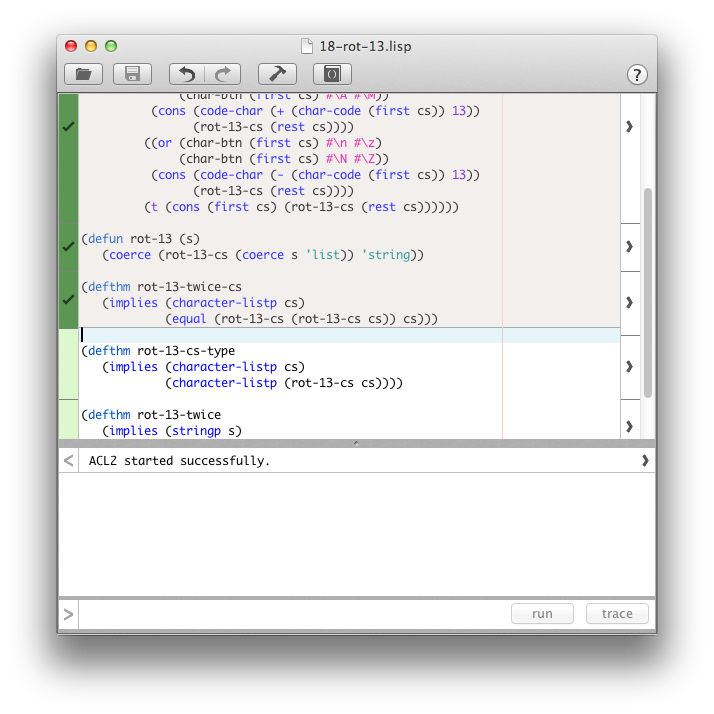 18-rot-13.lisp
?
(char-btn (first cs) #\A #\M))
(cons (code-char (+ (char-code (first cs)) 13))
(rot-13-cs (rest cs))))
((or (char-btn (first cs) #\n #\z)
(char-btn (first cs) #\N #\Z))
(cons (code-char (- (char-code (first cs)) 13))
(rot-13-cs (rest cs))))
(t (cons (first cs) (rot-13-cs (rest cs))))))
(defun rot-13 (s)
(coerce (rot-13-cs (coerce s 'list)) 'string))
(defthm rot-13-twice-cs
(implies (character-listp cs)
(equal (rot-13-cs (rot-13-cs cs)) cs)))
(defthm rot-13-cs-type
(implies (character-listp cs)
(character-listp (rot-13-cs cs))))
(defthm rot-13-twice
(implies (stringp s)
< ACL2 started successfully.
> run trace